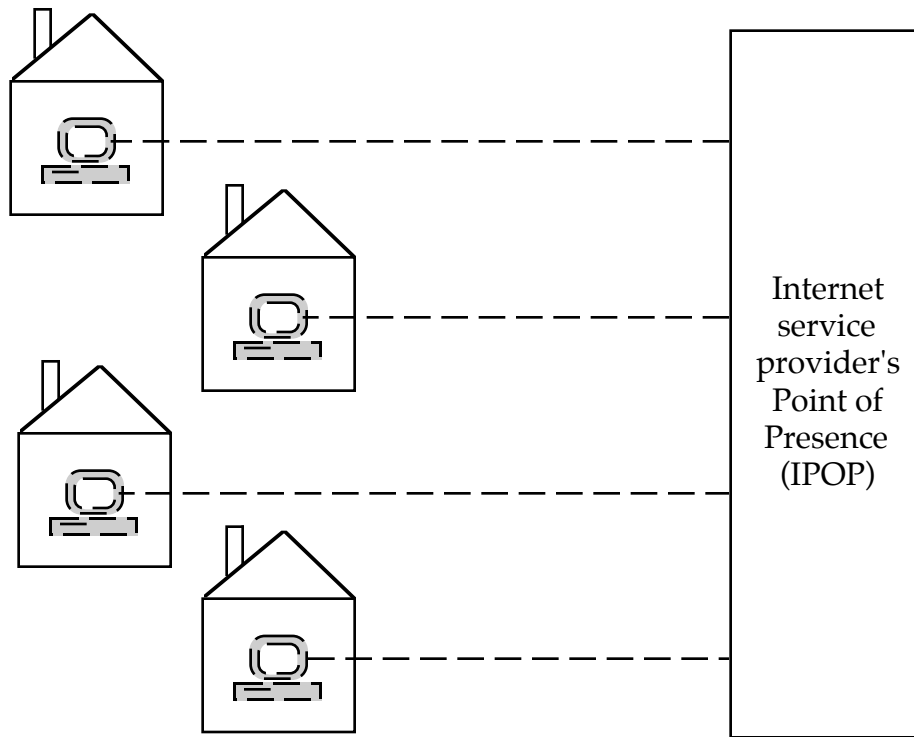 Internet
service
provider's
Point of
Presence
(IPOP)